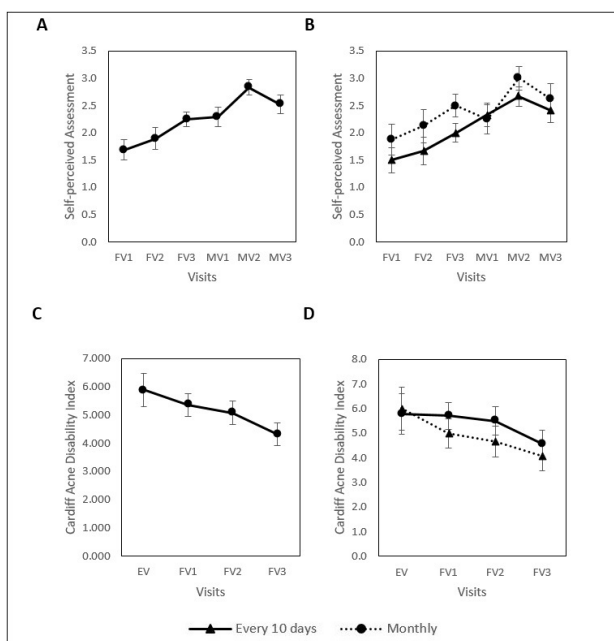 A
3.5
3.0
2.5
2.0
1.5
1.0
0.5
0.0
Self-perceived Assessment
FV1 FV2 FV3 MV1 MV2 MV3
Visits
B
3.5
3.0
2.5
2.0
1.5
1.0
0.5
0.0
Self-perceived Assessment
FV1 FV2 FV3 MV1 MV2 MV3
Visits
C
7.000
6.000
5.000
4.000
3.000
2.000
1.000
0.000
Cardiff Acne Disability Index
EV FV1 FV2 FV3
Visits
D
8.0
7.0
6.0
5.0
4.0
3.0
2.0
1.0
0.0
Cardiff Acne Disability Index
EV FV1 FV2 FV3
Visits
Every 10 days Monthly